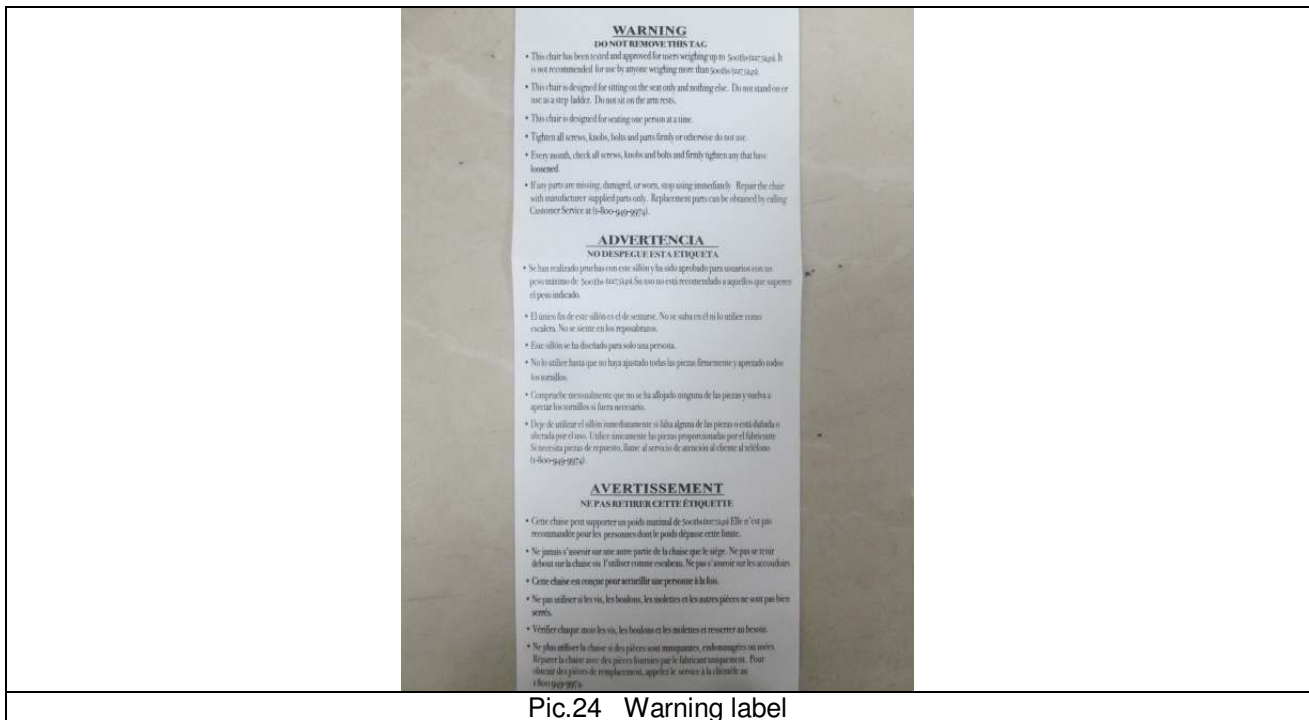 WARNING
DO NOT REMOVE THIS TAG
• This chair has been tested and approved for users weighing up to 500lbs (227.5kgs). It
is not recommended for use by anyone weighing more than 500lbs (227.5kgs).
• This chair is designed for sitting on the seat only and nothing else. Do not stand on or
use as a step ladder. Do not sit on the arm rests.
• This chair is designed for seating one person at a time.
• Tighten all screws, knobs, bolts and parts firmly or otherwise do not use.
• Every month, check all screws, knobs and bolts and firmly tighten any that have
loosened.
• If any parts are missing, damaged, or worn, stop using immediately Repair the chair
with manufacturer supplied parts only. Replacement parts can be obtained by calling
Customer Service at (1-800-949-9974).
ADVERTENCIA
NO DESPEGUE ESTA ETIQUETA
• Se han realizado pruebas con este sillón y ha sido aprobado para usuarios con un
peso máximo de 500lbs (227.5kgs). Su uso no está recomendado a aquellos que superen
el peso indicado.
• El único fin de este sillón es el de sentarse. No se suba en él ni lo utilice como
escalera. No se siente en los reposabrazos.
• Este sillón se ha diseñado para solo una persona.
• No lo utilice hasta que no haya ajustado todas las piezas firmemente y apretado todos
los tornillos.
• Compruebe mensualmente que no se ha aflojado ninguna de las piezas y vuelva a
apretar los tornillos si fuera necesario.
• Deje de utilizar el sillón inmediatamente si falta alguna de las piezas o está dañada o
alterada por el uso. Utilice únicamente las piezas proporcionadas por el fabricante
Si necesita piezas de repuesto, llame al servicio de atención al cliente al teléfono
(1-800-949-9974).
AVERTISSEMENT
NE PAS RETIRER CETTE ÉTIQUETTE
• Cette chaise peut supporter un poids maximal de 500lbs (227.5kgs) Elle n'est pas
recommandée pour les personnes dont le poids dépasse cette limite.
• Ne jamais s'asseoir sur une autre partie de la chaise que le siège. Ne pas se tenir
debout sur la chaise ou l'utiliser comme escabeau. Ne pas s'asseoir sur les accoudoirs
• Cette chaise est conçue pour accueillir une personne à la fois.
• Ne pas utiliser si les vis, les boulons, les molettes et les autres pièces ne sont pas bien
serrés.
• Vérifier chaque mois les vis, les boulons et les molettes et resserrer au besoin.
• Ne plus utiliser la chaise si des pièces sont manquantes, endommagées ou usées.
Réparer la chaise avec des pièces fournies par le fabricant uniquement. Pour
obtenir des pièces de remplacement, appelez le service à la clientèle au
1 800-949-9974.
Pic.24 Warning label